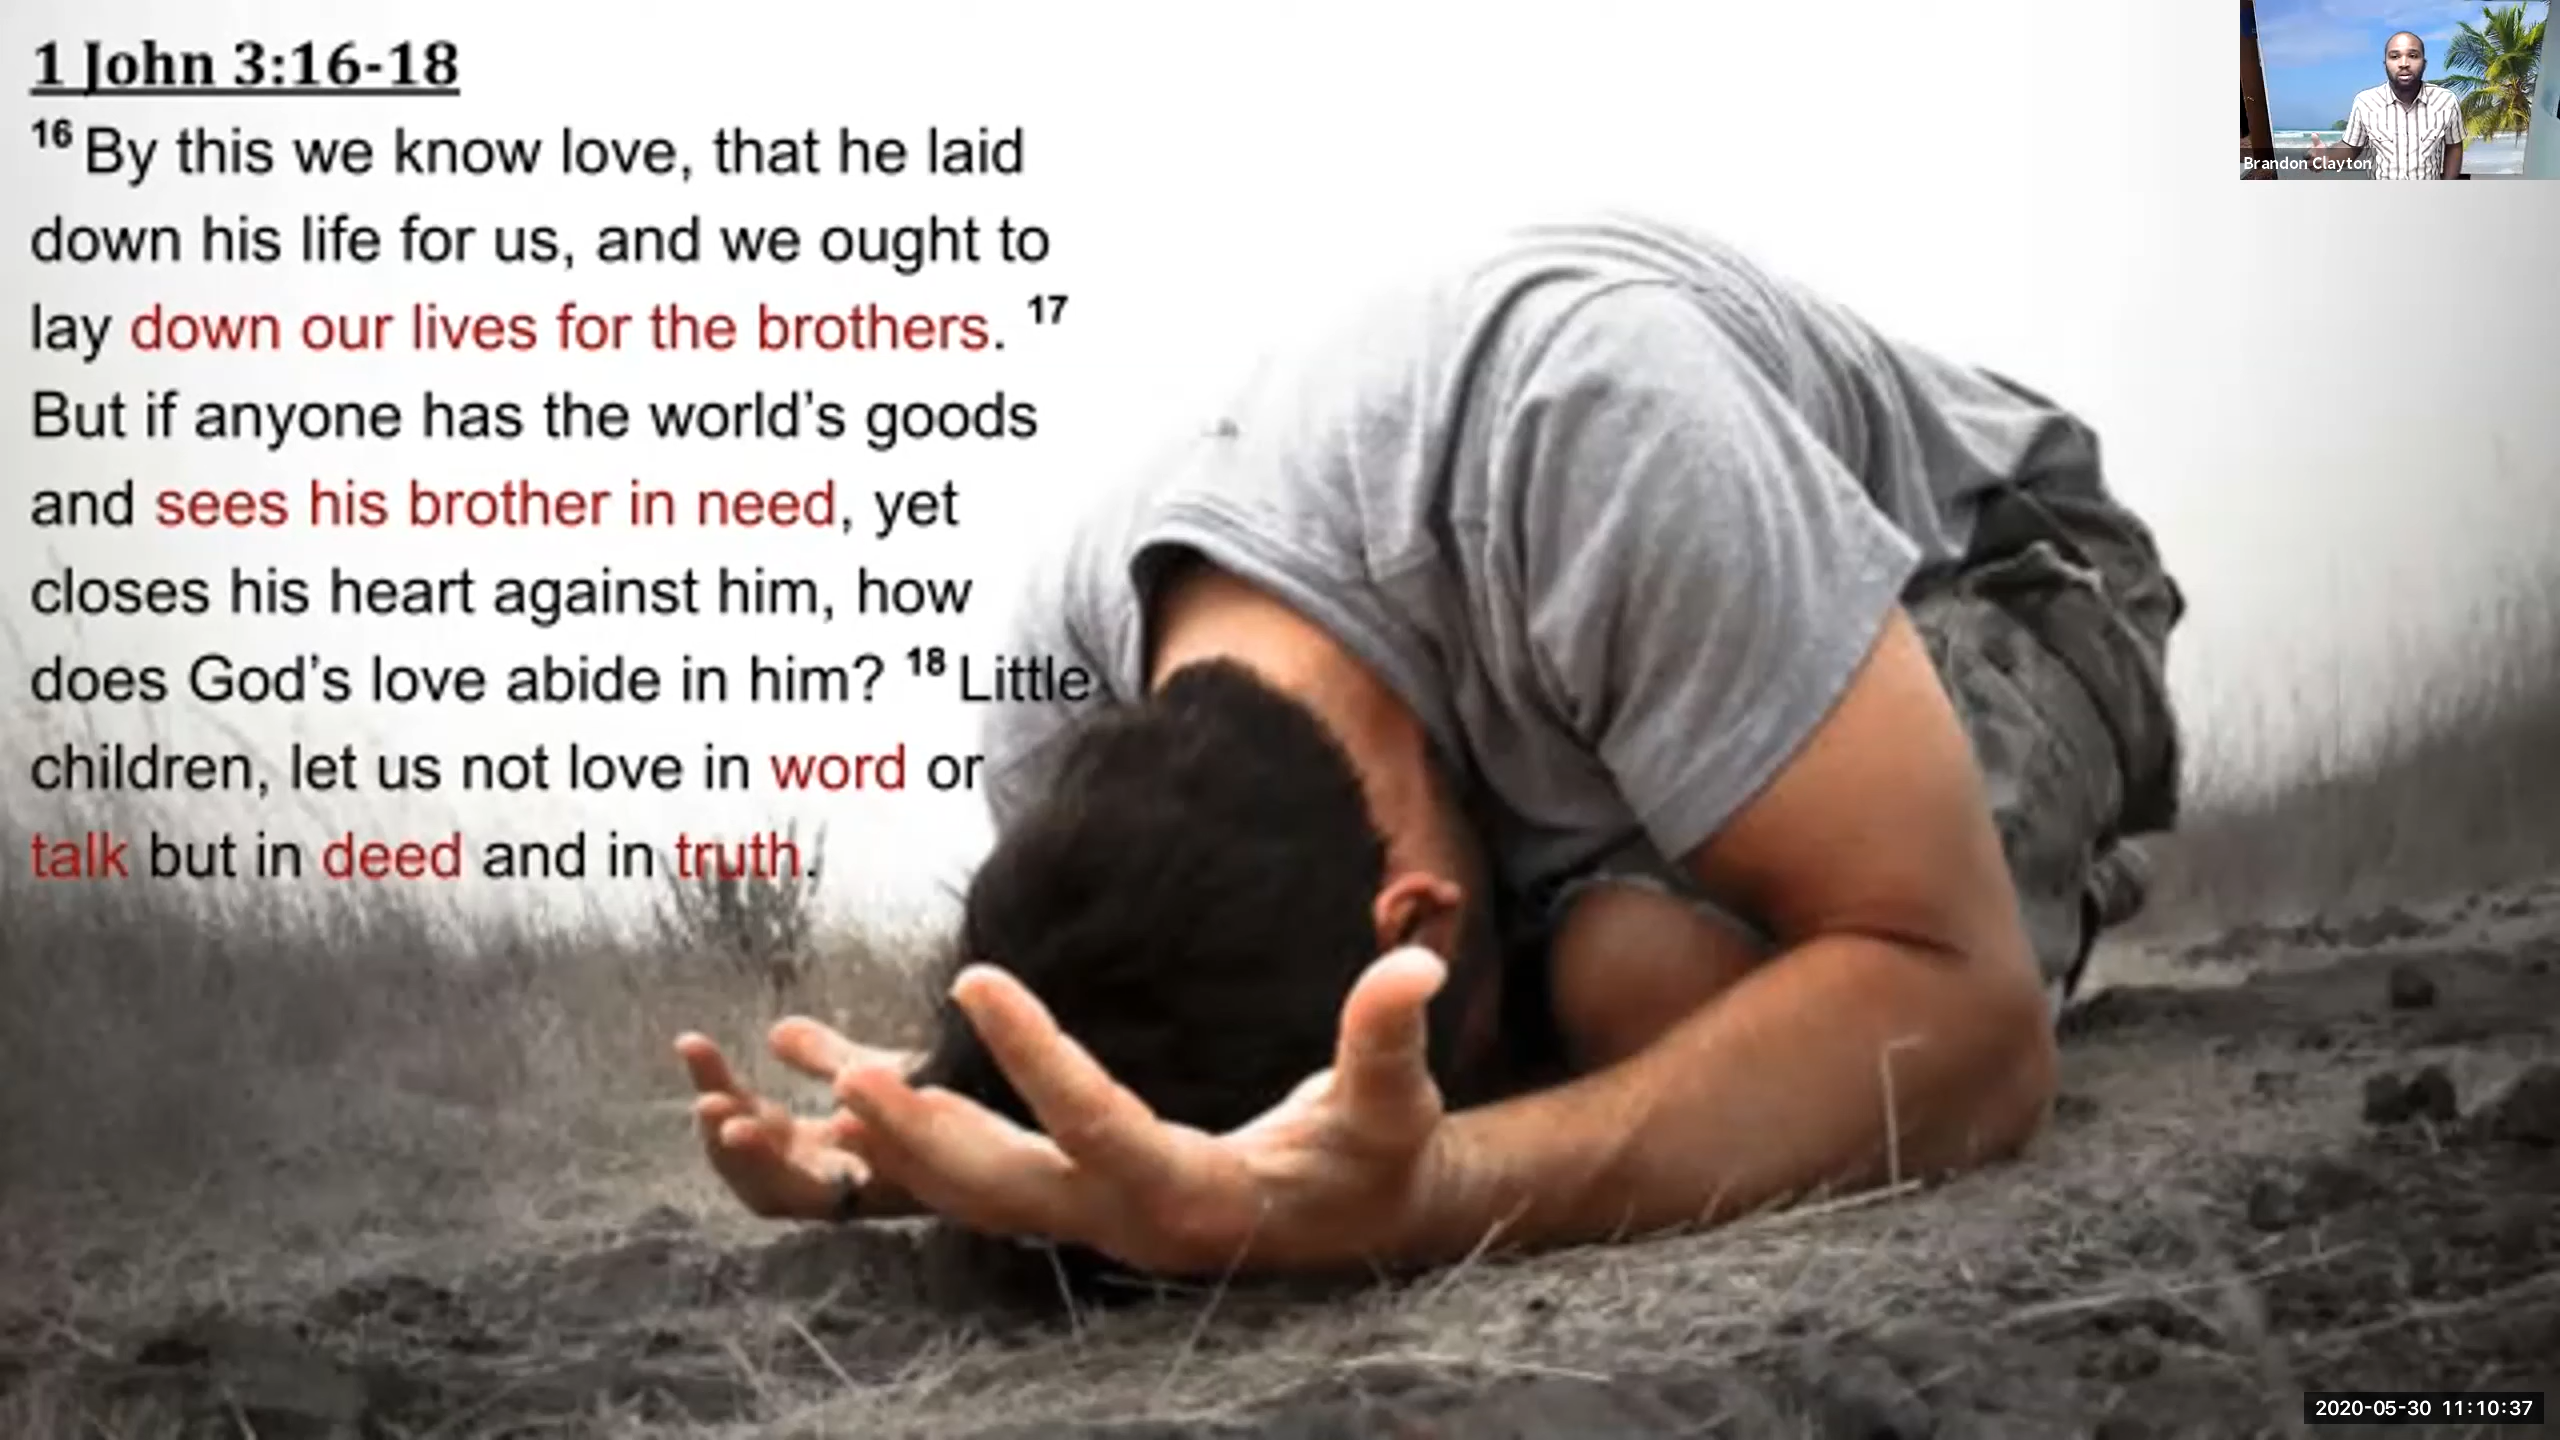 1 John 3:16-18
16 By this we know love, that he laid
down his life for us, and we ought to
lay down our lives for the brothers. 17
But if anyone has the world’s goods
and sees his brother in need, yet
closes his heart against him, how
does God’s love abide in him? 18 Little
children, let us not love in word or
talk but in deed and in truth.
Brandon Clayton
2020-05-30 11:10:37